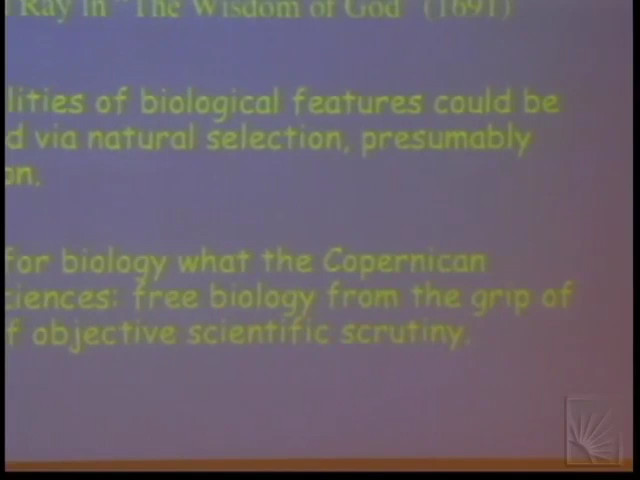 Ray in "The Wisdom of God" (1691)
lities of biological features could be
d via natural selection, presumably
on.
for biology what the Copernican
ciences: free biology from the grip of
f objective scientific scrutiny.